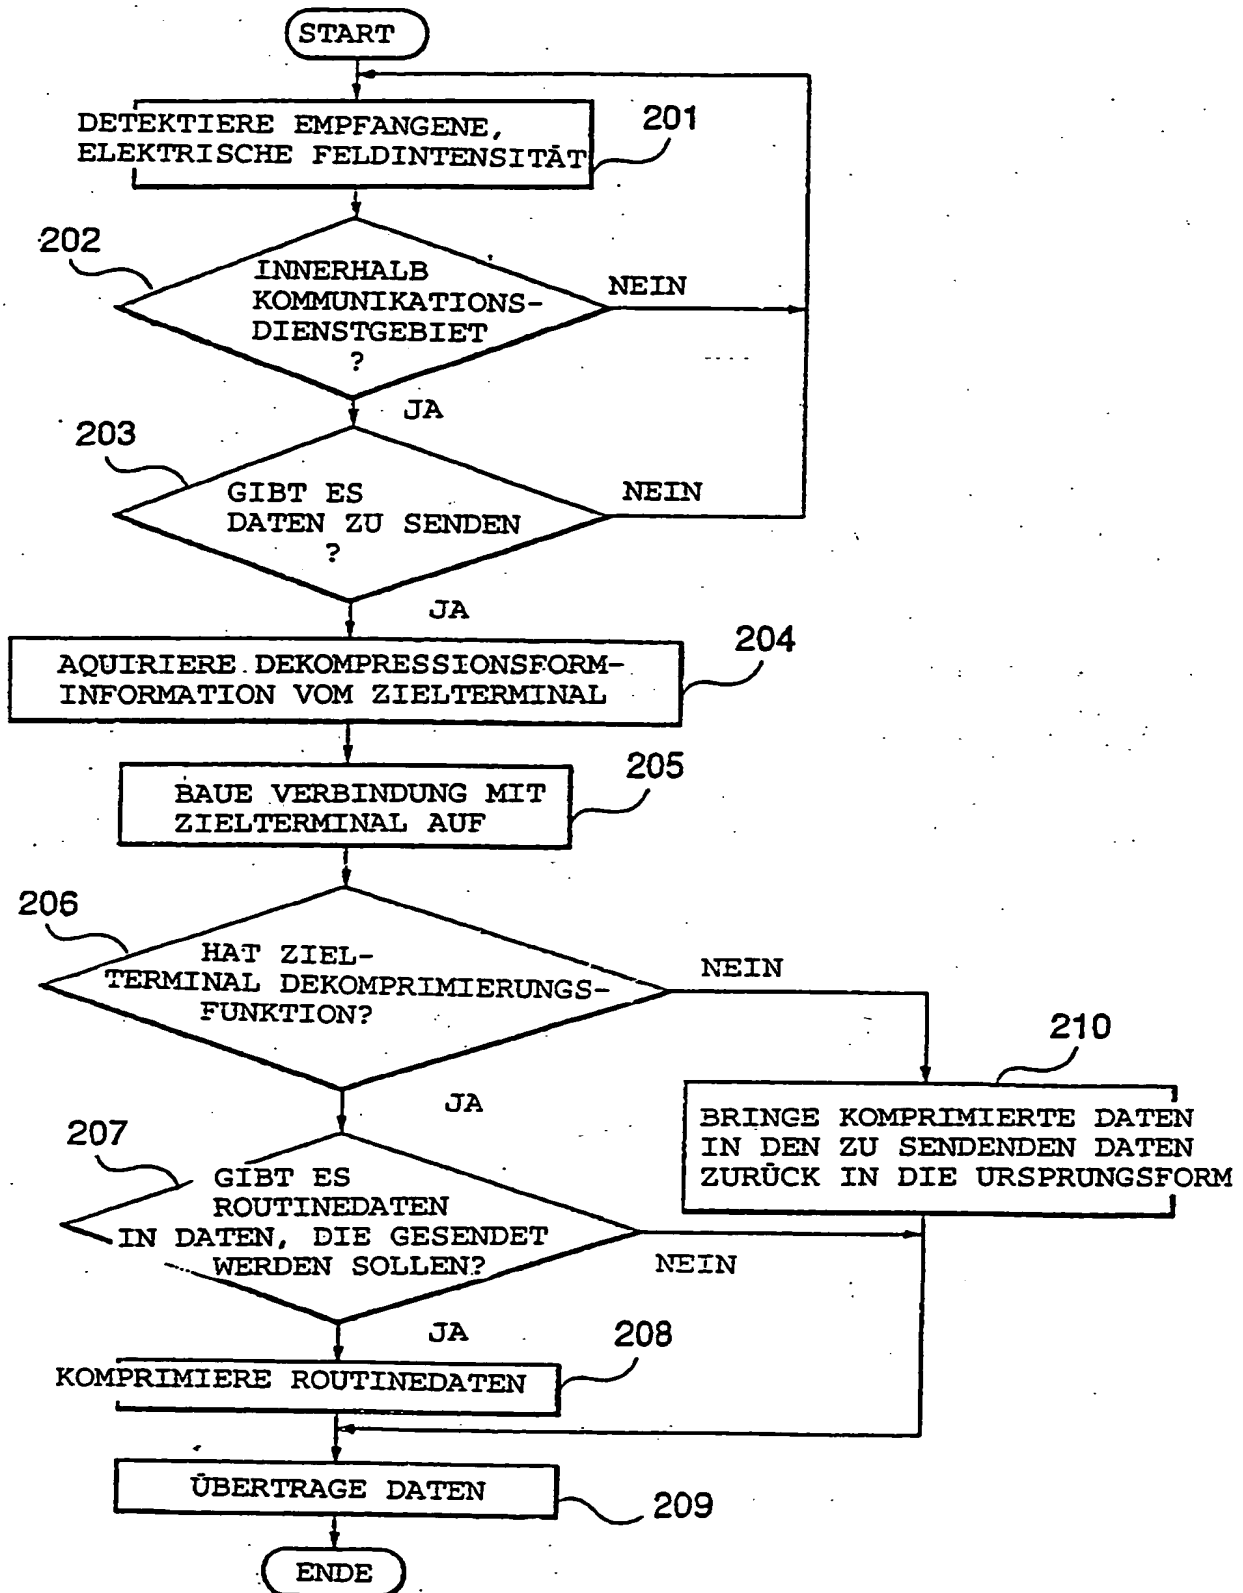 START
DETEKTIERE EMPFANGENE,
ELEKTRISCHE FELDINTENSITÄT
201
202
INNERHALB
KOMMUNIKATIONS-
DIENSTGEBIET
?
NEIN
JA
203
GIBT ES
DATEN ZU SENDEN
?
NEIN
JA
204
AQUIRIERE DEKOMPRESSIONSFORM-
INFORMATION VOM ZIELTERMINAL
205
BAUE VERBINDUNG MIT
ZIELTERMINAL AUF
206
HAT ZIEL-
TERMINAL DEKOMPRIMIERUNGS-
FUNKTION?
NEIN
JA
210
BRINGE KOMPRIMIERTE DATEN
IN DEN ZU SENDENDEN DATEN
ZURÜCK IN DIE URSPRUNGSFORM
207
GIBT ES
ROUTINEDATEN
IN DATEN, DIE GESENDET
WERDEN SOLLEN?
NEIN
JA
208
KOMPRIMIERE ROUTINEDATEN
ÜBERTRAGE DATEN
209
ENDE